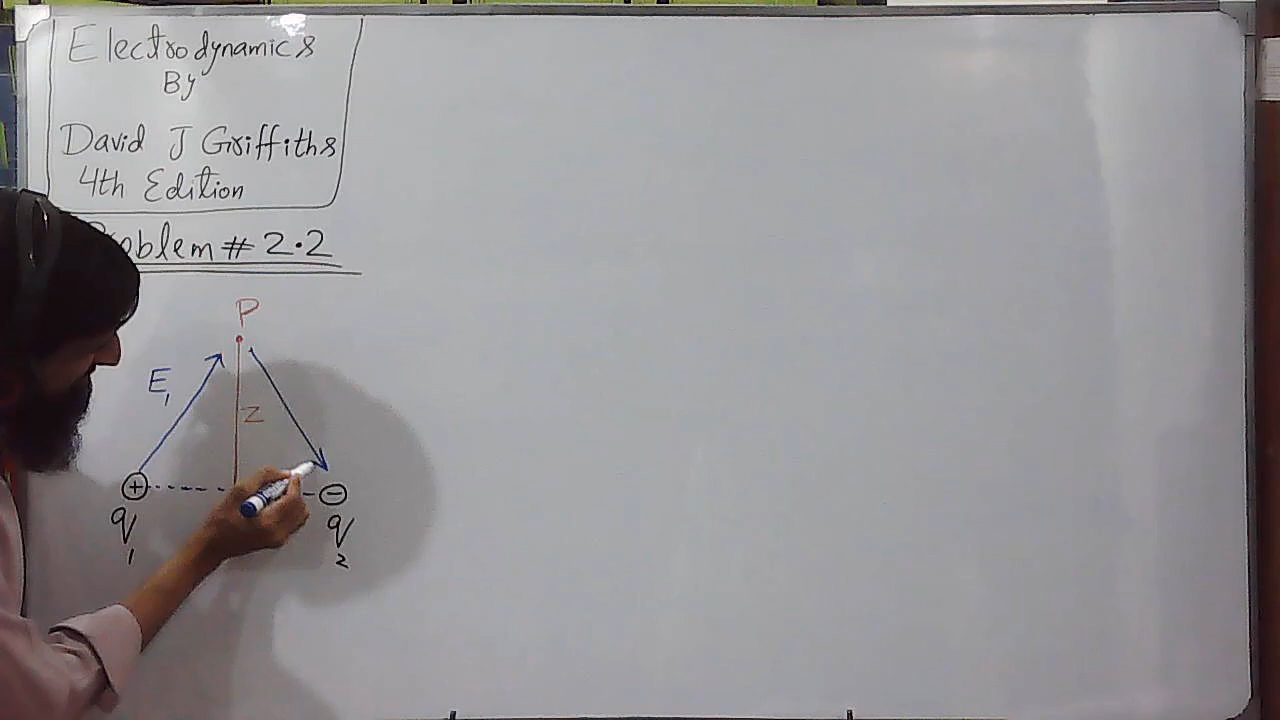 Electrodynamics
By
David J Griffiths
4th Edition
Problem # 2.2
P
E1
Z
+
-
q1
q2